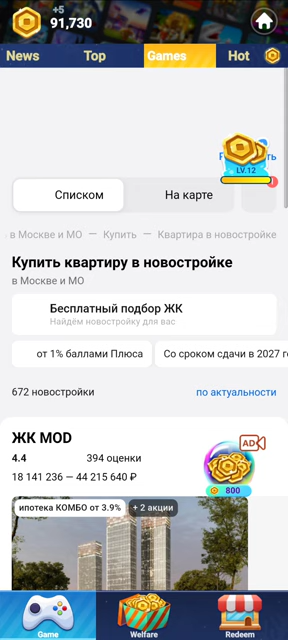 +5
91,730
News Top Games Hot
LV.12
Списком На карте
в Москве и МО — Купить — Квартира в новостройке
Купить квартиру в новостройке
в Москве и МО
Бесплатный подбор ЖК
Найдём новостройку для вас
от 1% баллами Плюса Со сроком сдачи в 2027 г
672 новостройки по актуальности
ЖК MOD
AD
4.4 394 оценки
18 141 236 — 44 215 640 ₽
800
ипотека КОМБО от 3.9% + 2 акции
Game Welfare Redeem